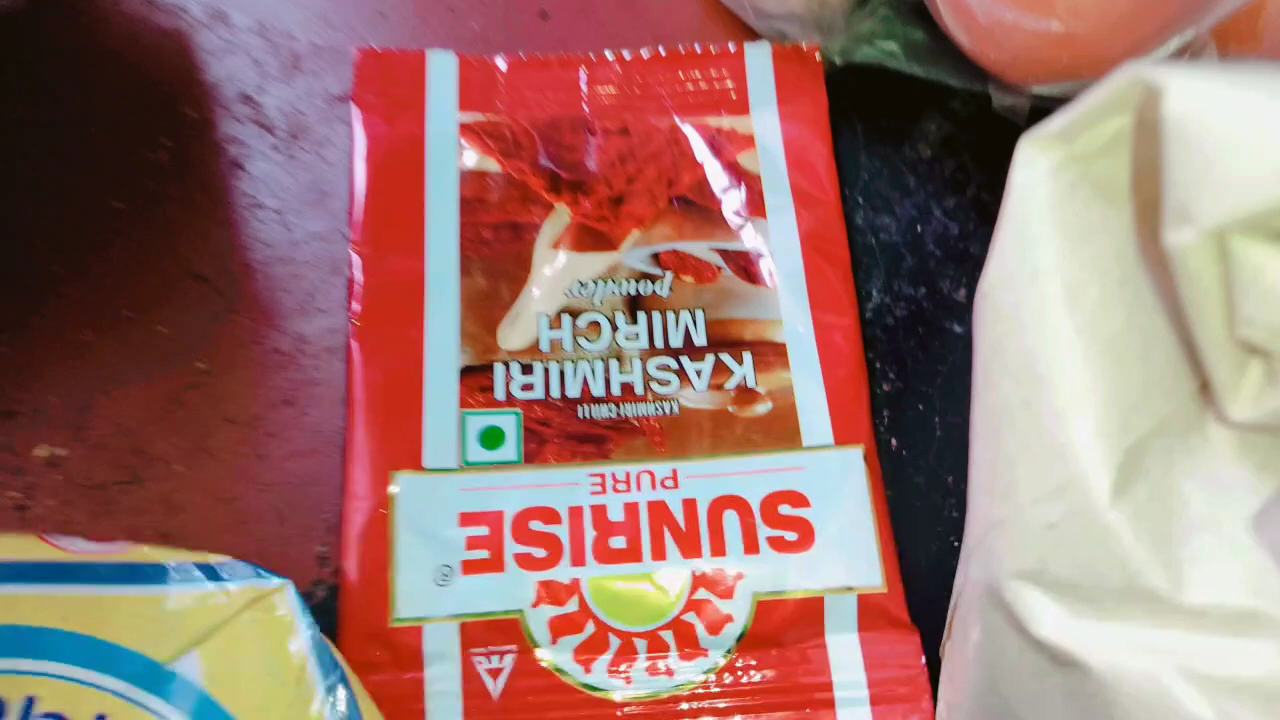 SUNRISE ®
PURE
KASHMIRI CHILLI
KASHMIRI
MIRCH
powder